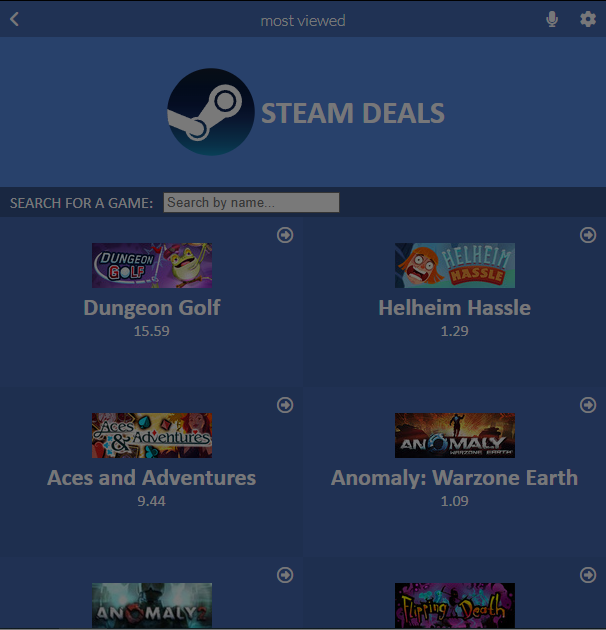 most viewed
STEAM DEALS
SEARCH FOR A GAME: Search by name...
DUNGEON
GOLF
HELHEIM
HASSLE
Dungeon Golf
Helheim Hassle
15.59
1.29
Aces
& Adventures
ANOMALY
WARZONE EARTH
Aces and Adventures
Anomaly: Warzone Earth
9.44
1.09
ANOMALY
Flipping Death